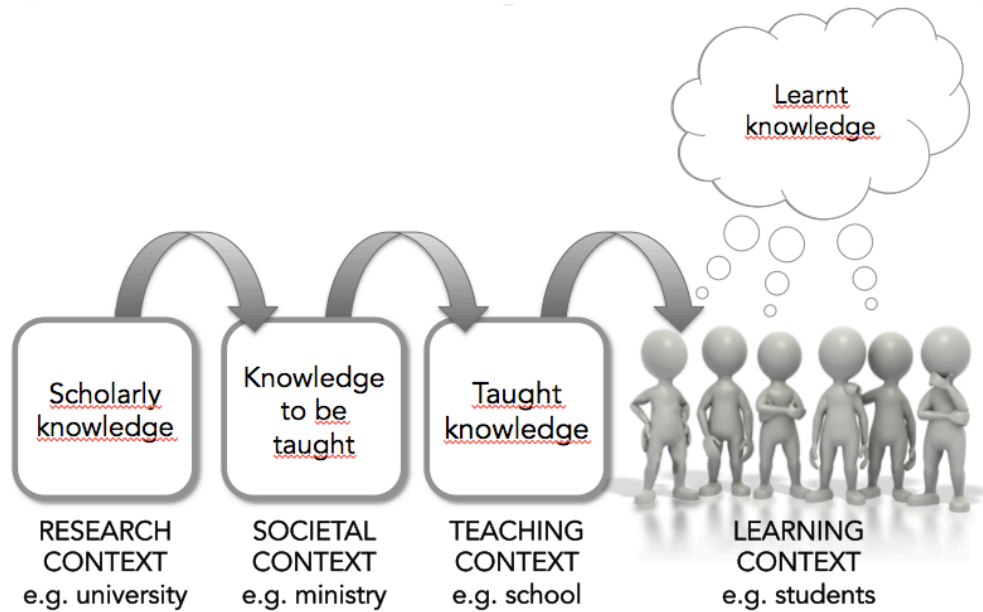 Learnt
knowledge
Scholarly
knowledge
Knowledge
to be
taught
Taught
knowledge
RESEARCH
CONTEXT
e.g. university
SOCIETAL
CONTEXT
e.g. ministry
TEACHING
CONTEXT
e.g. school
LEARNING
CONTEXT
e.g. students